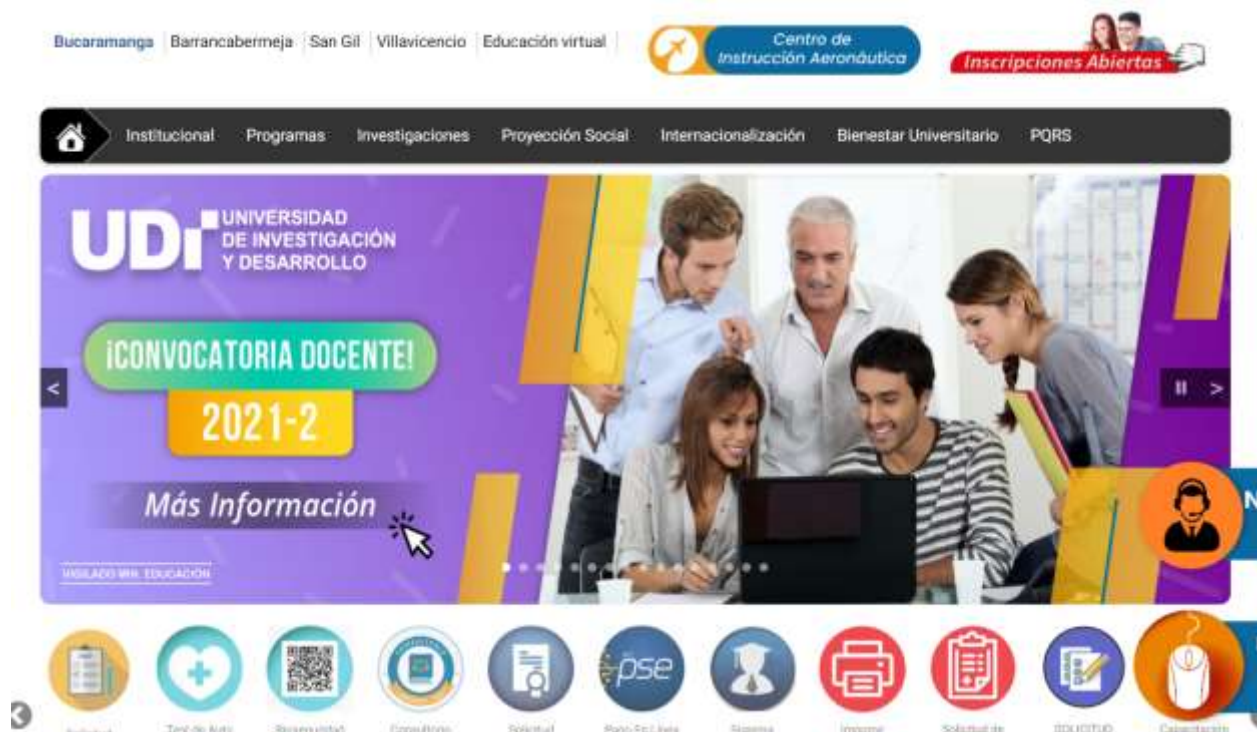 Bucaramanga
Barrancabermeja
San Gil
Villavicencio
Educación virtual
Centro de
Instrucción Aeronáutica
Inscripciones Abiertas
Institucional
Programas
Investigaciones
Proyección Social
Internacionalización
Bienestar Universitario
PQRS
UDI
UNIVERSIDAD
DE INVESTIGACIÓN
Y DESARROLLO
¡CONVOCATORIA DOCENTE!
2021-2
Más Información
VIGILADO MIN. EDUCACIÓN
<
>
N
pse